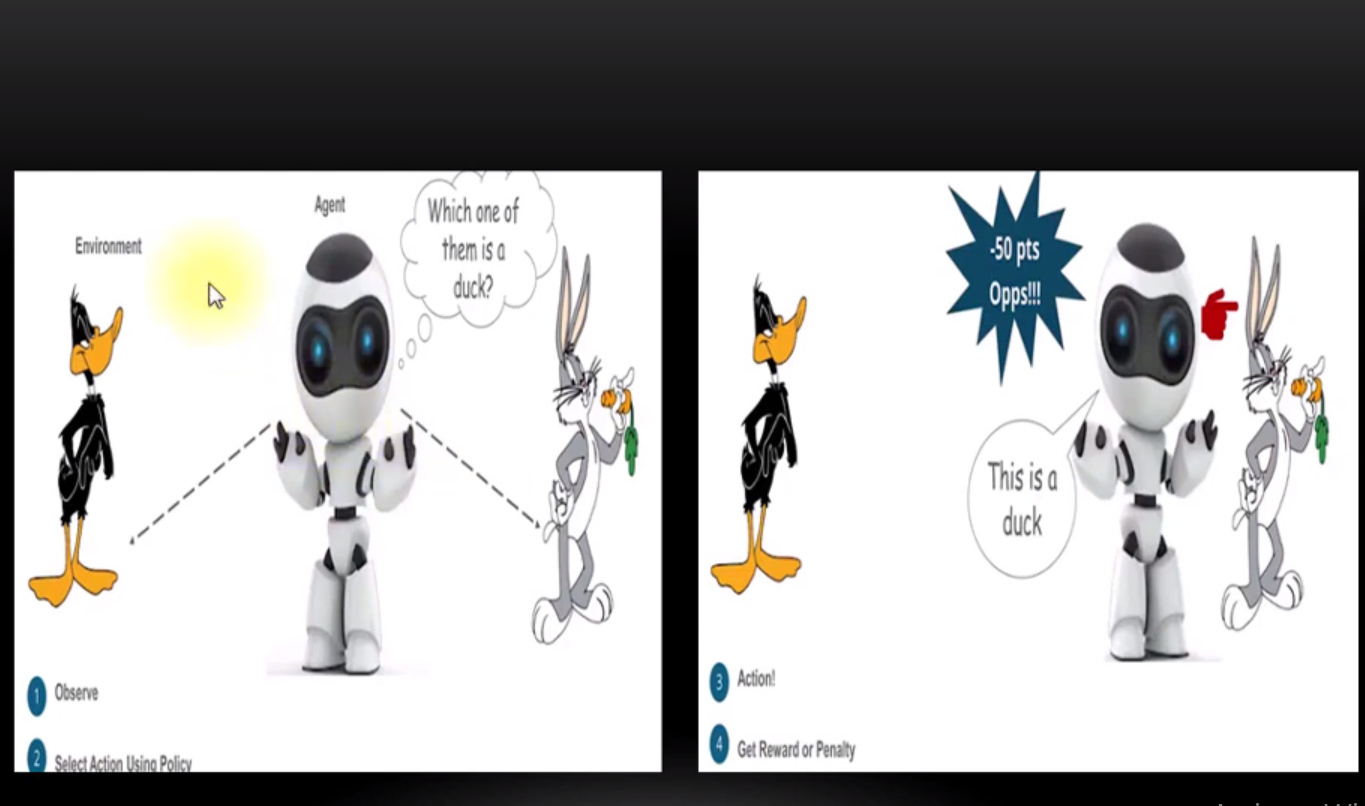 Agent
Environment
Which one of
them is a
duck?
1 Observe
2 Select Action Using Policy
-50 pts
Opps!!!
This is a
duck
3 Action!
4 Get Reward or Penalty